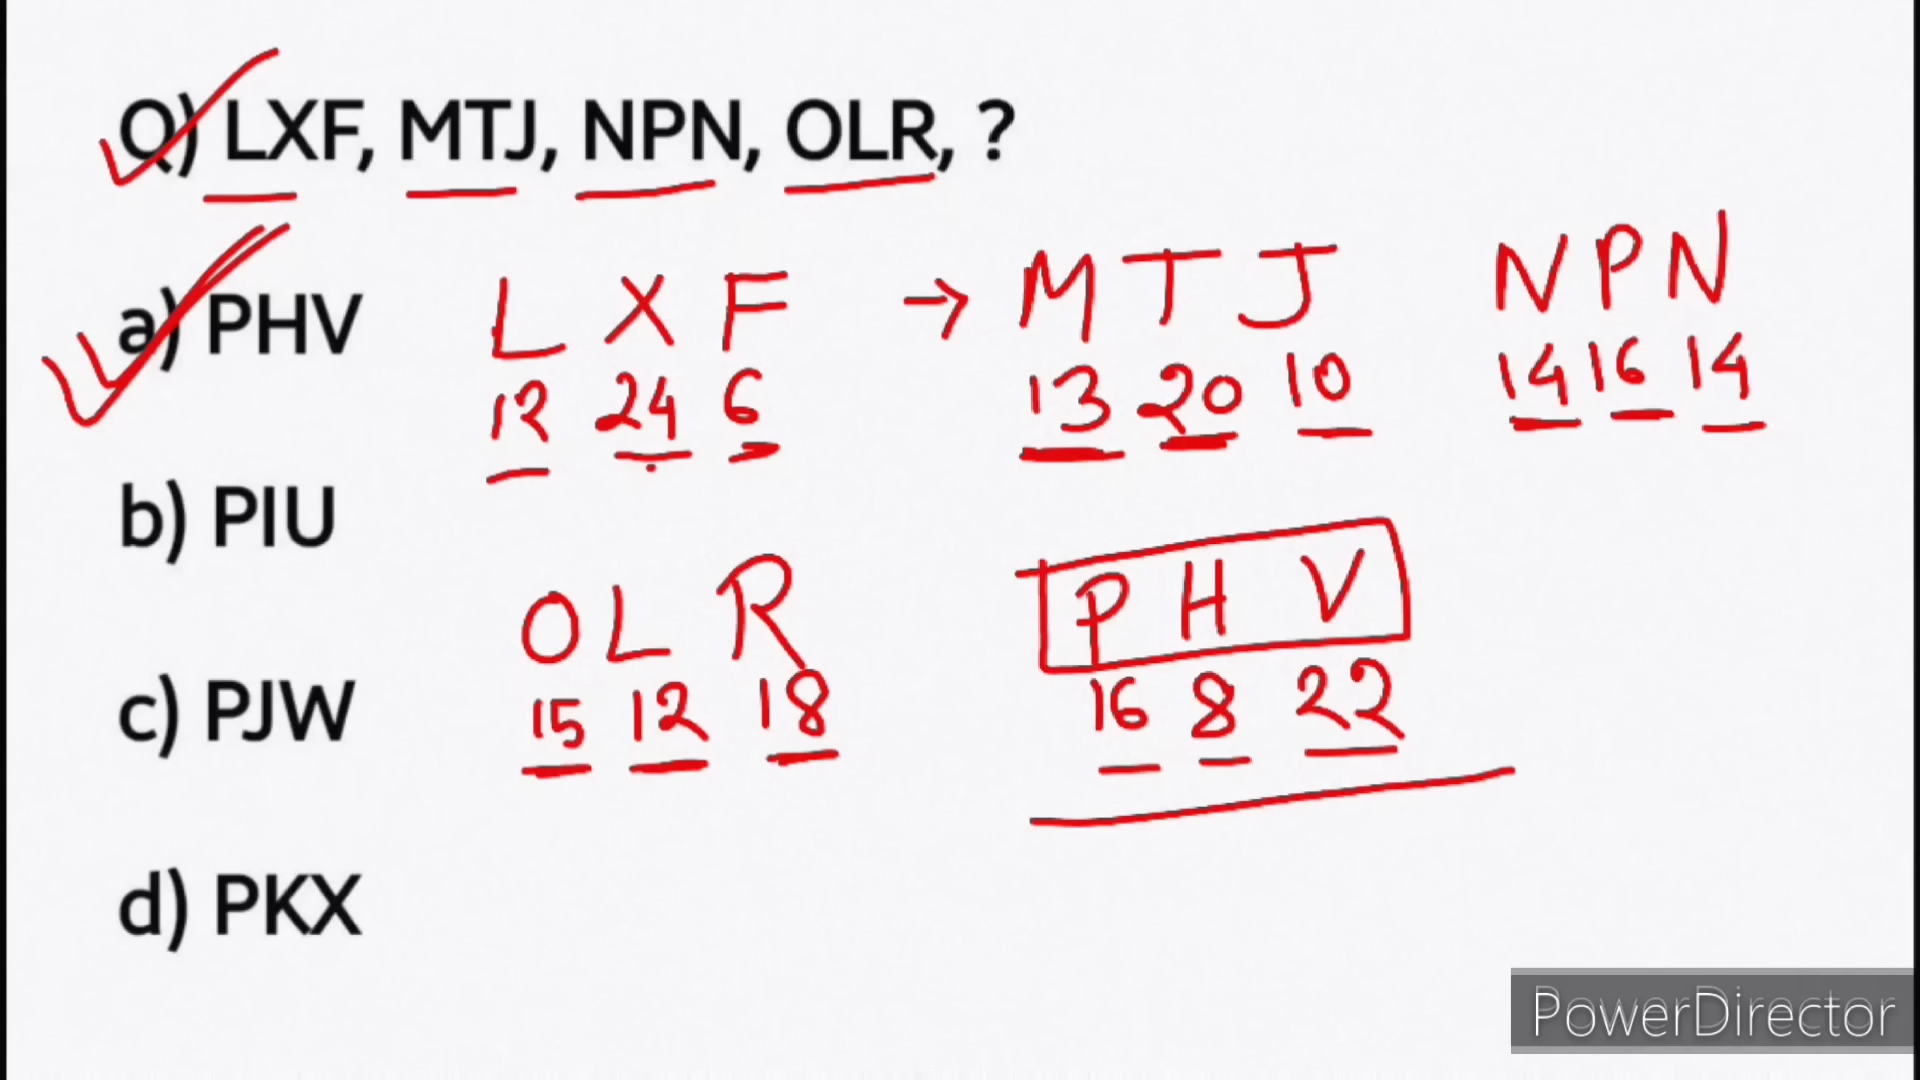 Q) LXF, MTJ, NPN, OLR, ?
a) PHV
L X F → M T J N P N
12 24 6 13 20 10 14 16 14
b) PIU
O L R P H V
15 12 18 16 8 22
c) PJW
d) PKX
PowerDirector